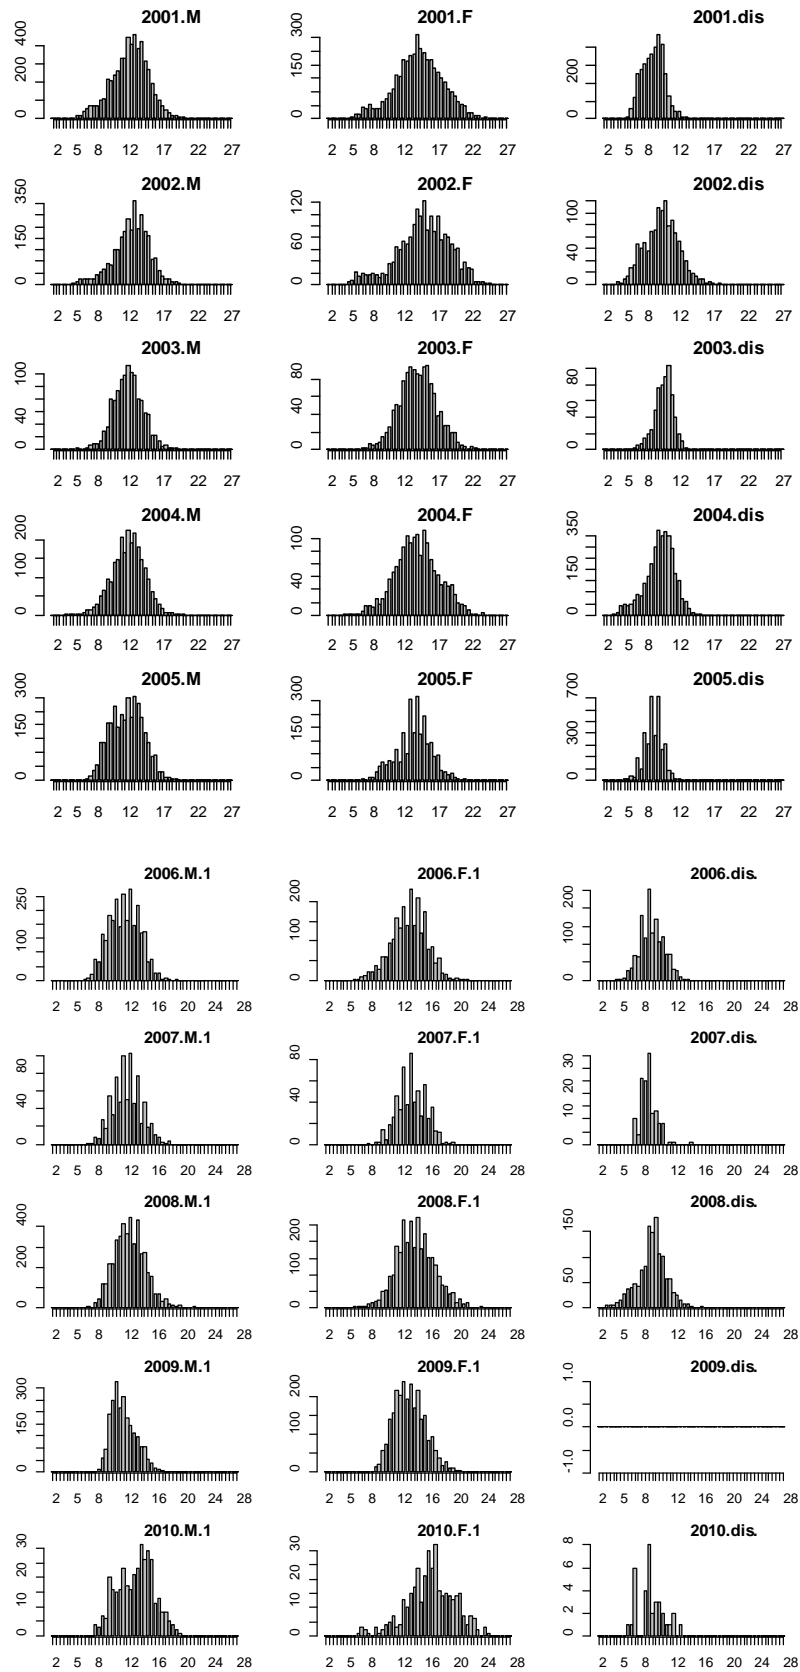 2001.M
400 200 0
2 5 8 12 17 22 27
2001.F
300 150 0
2 5 8 12 17 22 27
2001.dis
200 0
2 5 8 12 17 22 27
2002.M
350 150 0
2 5 8 12 17 22 27
2002.F
120 60 0
2 5 8 12 17 22 27
2002.dis
100 40 0
2 5 8 12 17 22 27
2003.M
100 40 0
2 5 8 12 17 22 27
2003.F
80 40 0
2 5 8 12 17 22 27
2003.dis
80 40 0
2 5 8 12 17 22 27
2004.M
200 100 0
2 5 8 12 17 22 27
2004.F
100 40 0
2 5 8 12 17 22 27
2004.dis
350 150 0
2 5 8 12 17 22 27
2005.M
300 150 0
2 5 8 12 17 22 27
2005.F
300 150 0
2 5 8 12 17 22 27
2005.dis
700 300 0
2 5 8 12 17 22 27
2006.M.1
250 100 0
2 5 8 12 16 20 24 28
2006.F.1
200 100 0
2 5 8 12 16 20 24 28
2006.dis.
200 100 0
2 5 8 12 16 20 24 28
2007.M.1
80 40 0
2 5 8 12 16 20 24 28
2007.F.1
80 40 0
2 5 8 12 16 20 24 28
2007.dis.
30 20 10 0
2 5 8 12 16 20 24 28
2008.M.1
400 200 0
2 5 8 12 16 20 24 28
2008.F.1
200 100 0
2 5 8 12 16 20 24 28
2008.dis.
150 50 0
2 5 8 12 16 20 24 28
2009.M.1
300 150 0
2 5 8 12 16 20 24 28
2009.F.1
200 100 0
2 5 8 12 16 20 24 28
2009.dis.
1.0 0.0 -1.0
2 5 8 12 16 20 24 28
2010.M.1
30 20 10 0
2 5 8 12 16 20 24 28
2010.F.1
30 20 10 0
2 5 8 12 16 20 24 28
2010.dis.
8 6 4 2 0
2 5 8 12 16 20 24 28